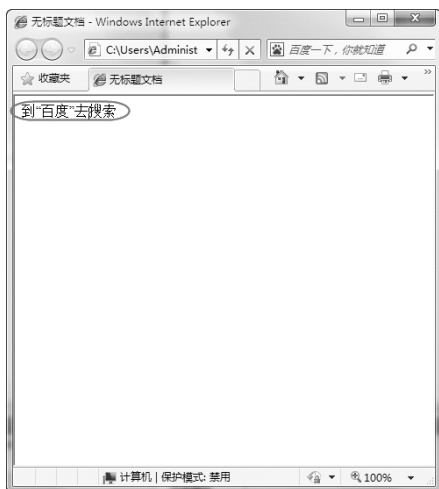 无标题文档 - Windows Internet Explorer
C:\Users\Administ
百度一下，你就知道
收藏夹
无标题文档
到“百度”去搜索
计算机 | 保护模式: 禁用
100%